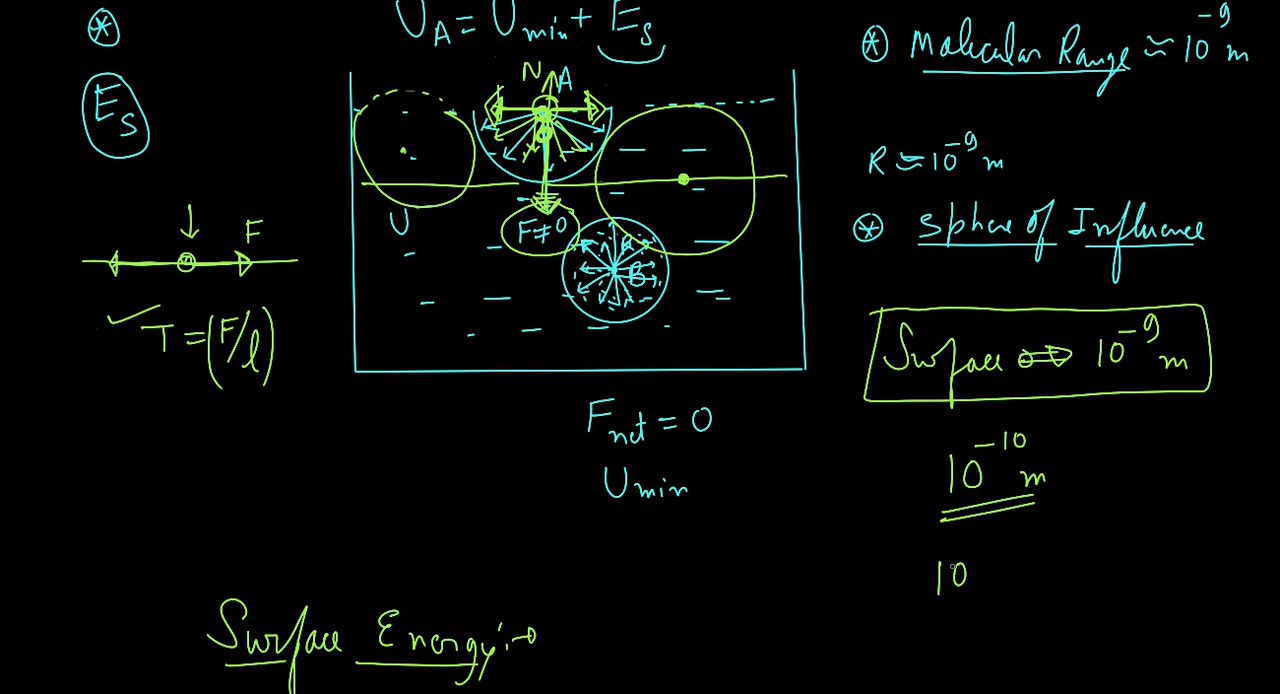 U_A = U_min + E_s
⊛
E_s
F
✓ T = (F/l)
N
A
U
F≠0
R
B
F_net = 0
U_min
⊛ Molecular Range ≈ 10^-9 m
R ≈ 10^-9 m
⊛ Sphere of Influence
Surface ⇔ 10^-9 m
10^-10 m
10
Surface Energy :→